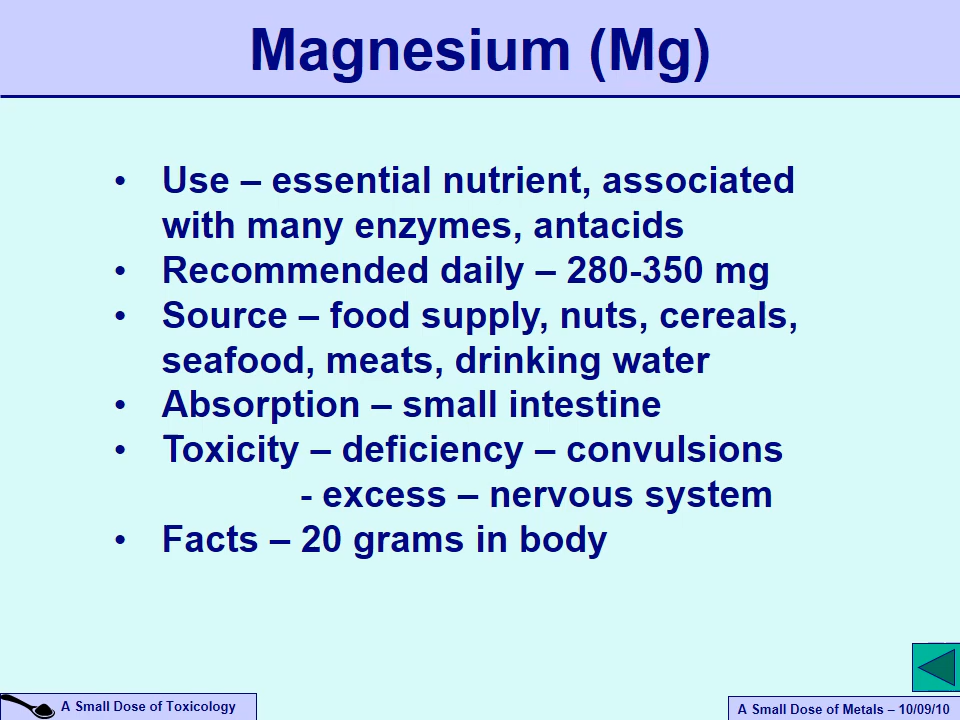 Magnesium (Mg)
• Use – essential nutrient, associated
with many enzymes, antacids
• Recommended daily – 280-350 mg
• Source – food supply, nuts, cereals,
seafood, meats, drinking water
• Absorption – small intestine
• Toxicity – deficiency – convulsions
- excess – nervous system
• Facts – 20 grams in body
A Small Dose of Toxicology
A Small Dose of Metals – 10/09/10